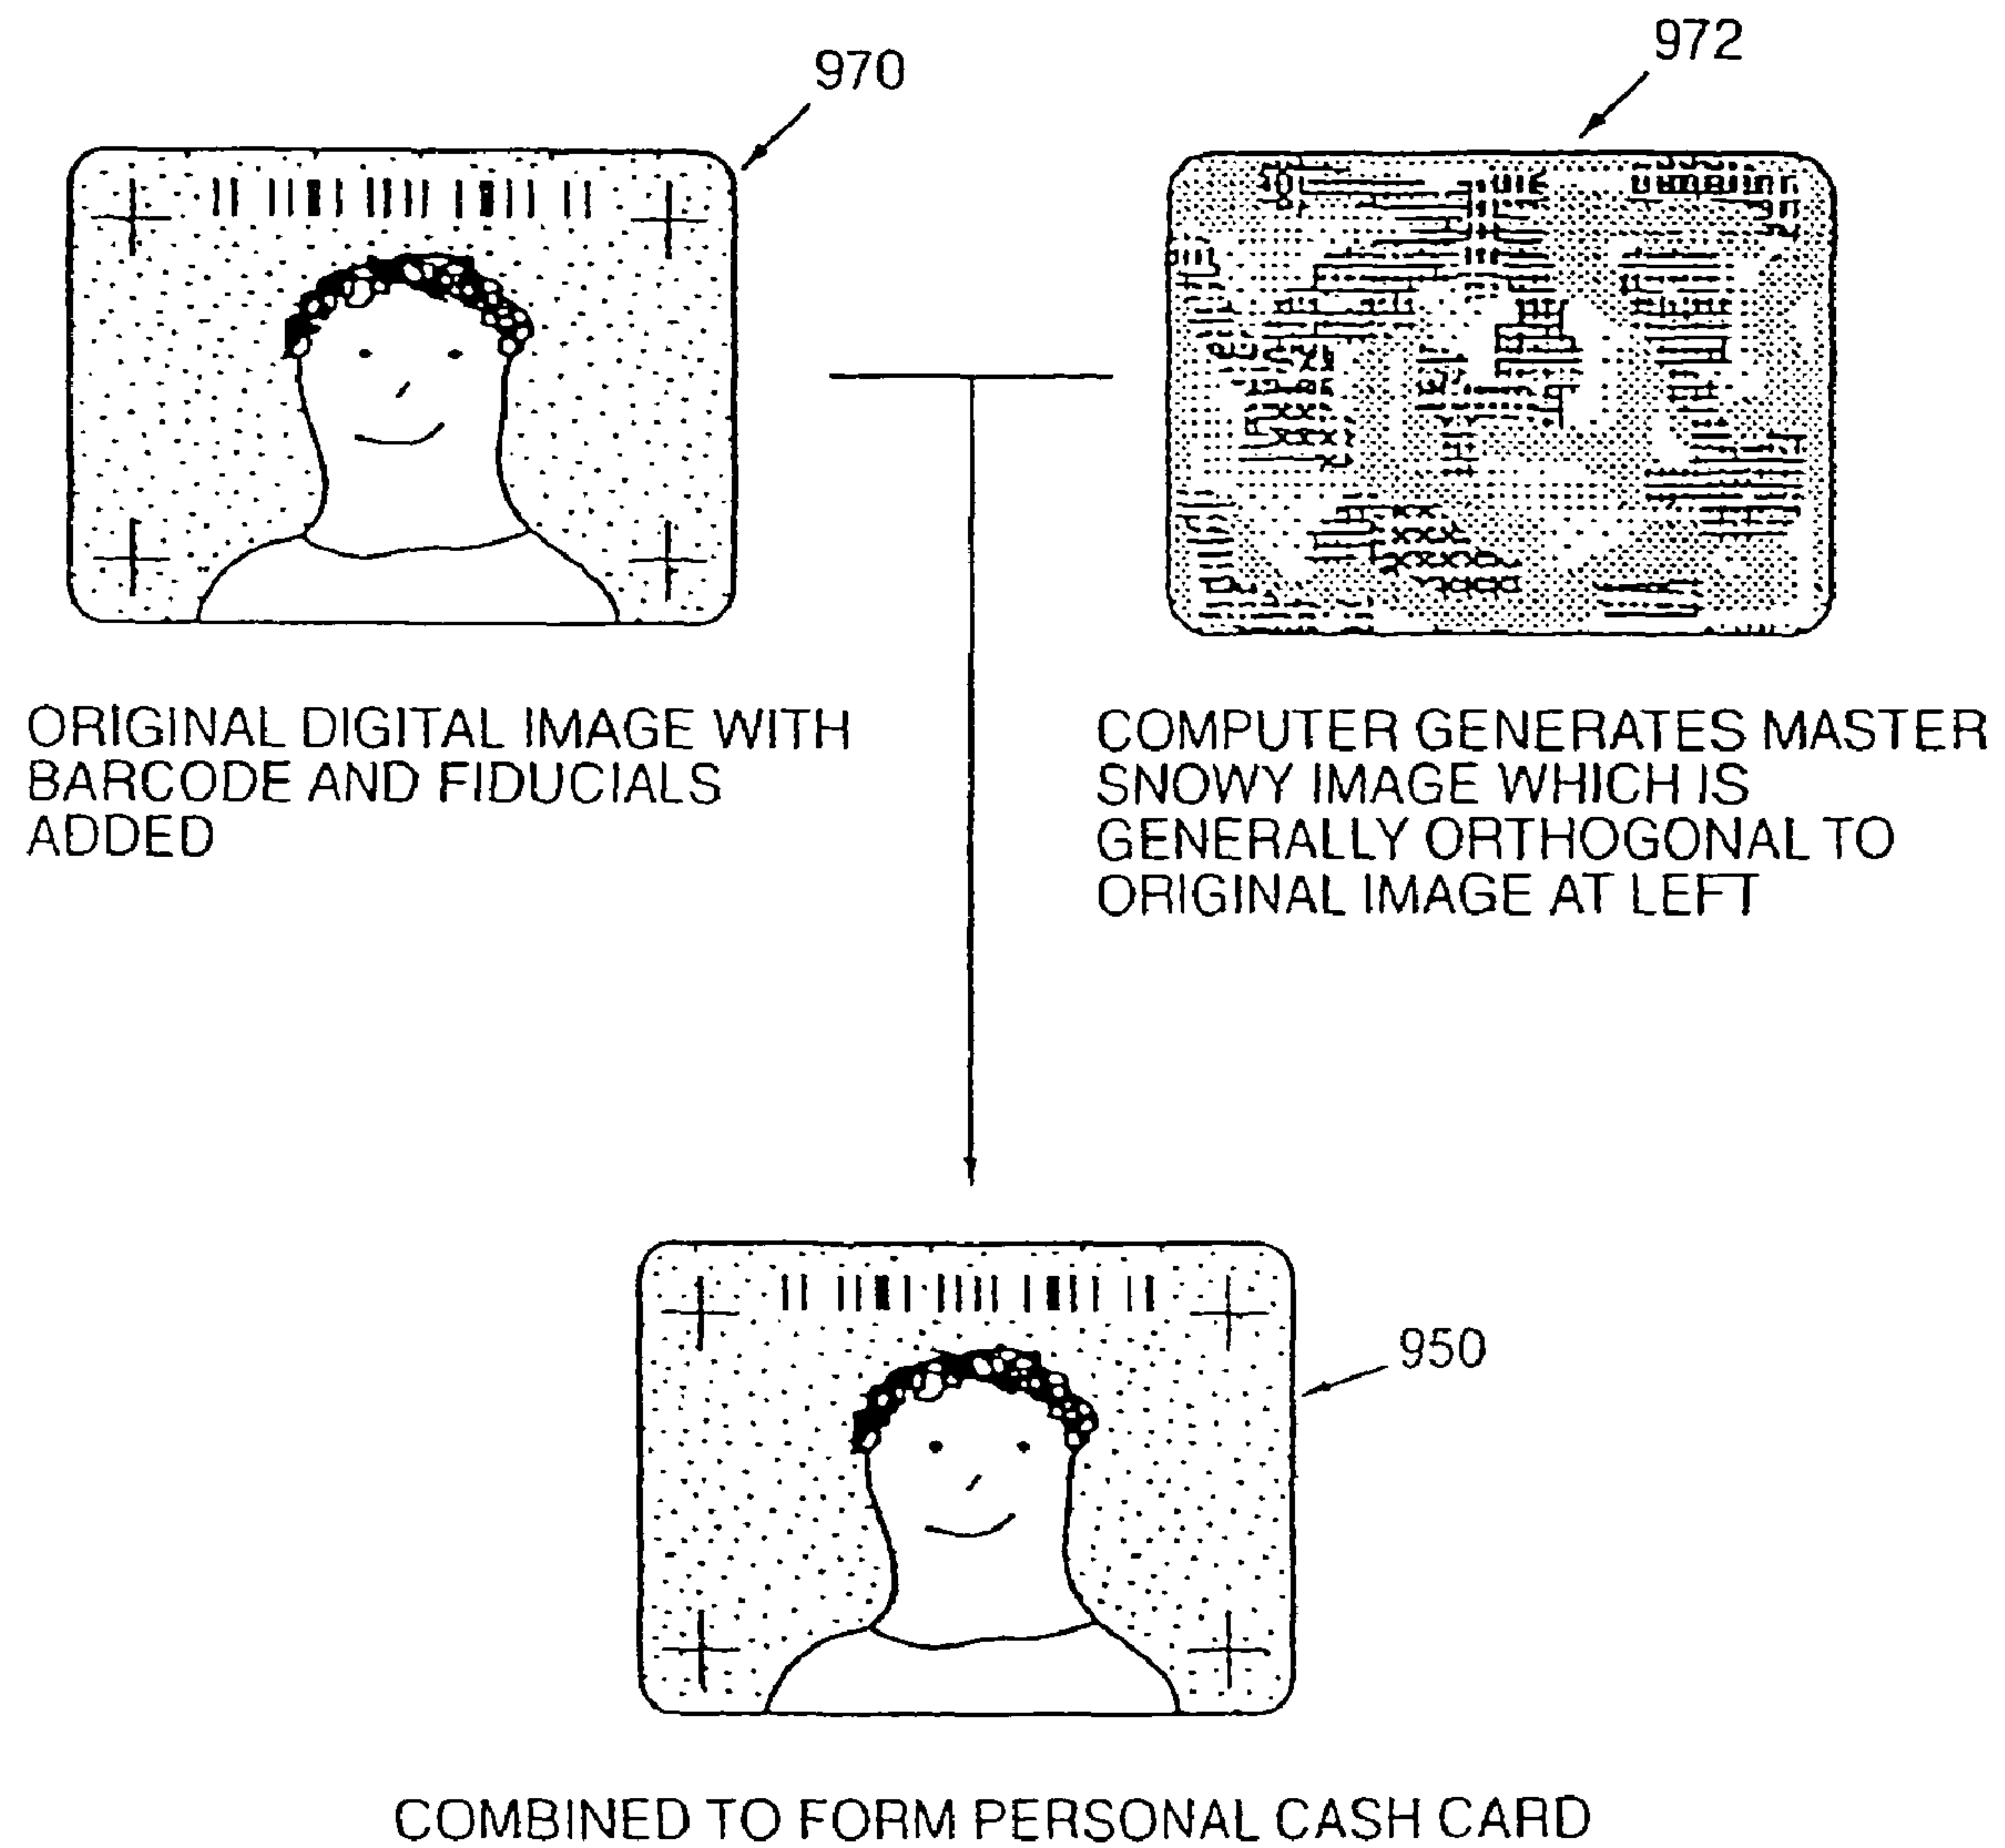 970
972
ORIGINAL DIGITAL IMAGE WITH
BARCODE AND FIDUCIALS
ADDED
COMPUTER GENERATES MASTER
SNOWY IMAGE WHICH IS
GENERALLY ORTHOGONAL TO
ORIGINAL IMAGE AT LEFT
950
COMBINED TO FORM PERSONAL CASH CARD